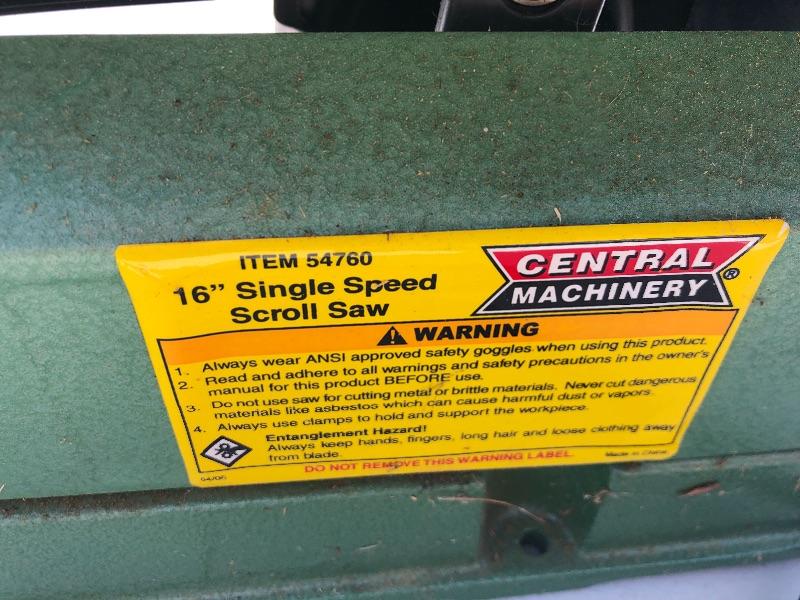 ITEM 54760
16” Single Speed
Scroll Saw
CENTRAL
MACHINERY®
WARNING
1. Always wear ANSI approved safety goggles when using this product.
2. Read and adhere to all warnings and safety precautions in the owner's
manual for this product BEFORE use.
3. Do not use saw for cutting metal or brittle materials. Never cut dangerous
materials like asbestos which can cause harmful dust or vapors.
4. Always use clamps to hold and support the workpiece.
Entanglement Hazard!
Always keep hands, fingers, long hair and loose clothing away
from blade.
Made in China
DO NOT REMOVE THIS WARNING LABEL.